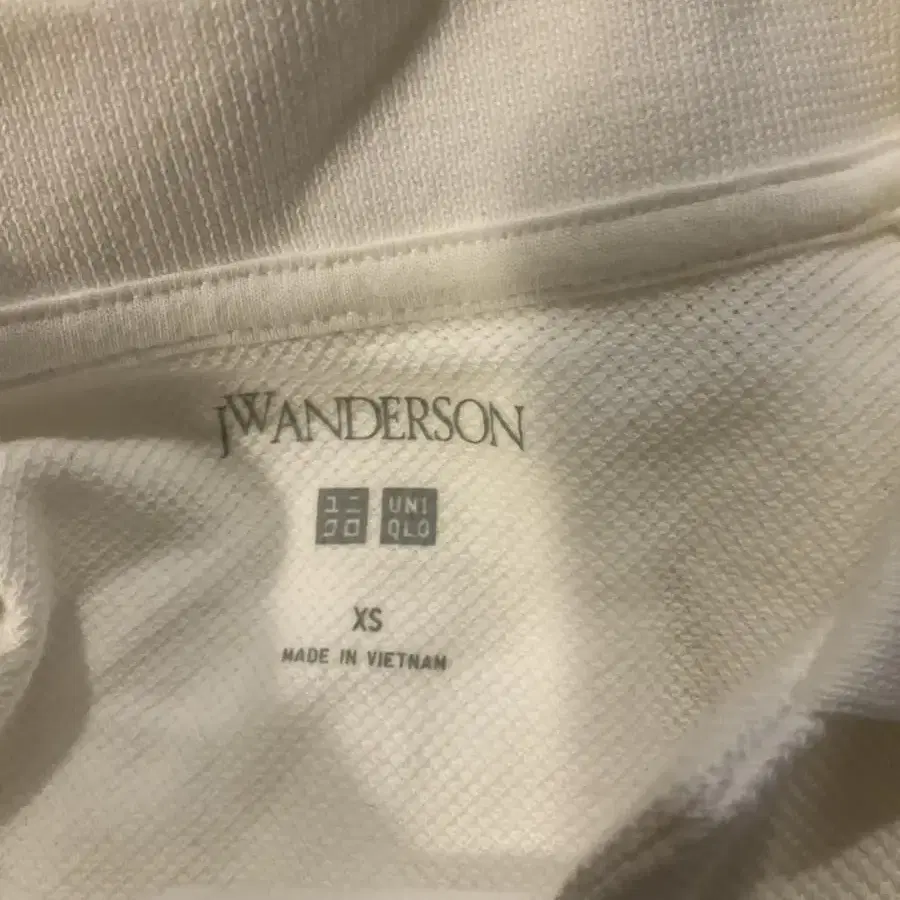 JWANDERSON
ユニ UNI
クロ QLO
XS
MADE IN VIETNAM